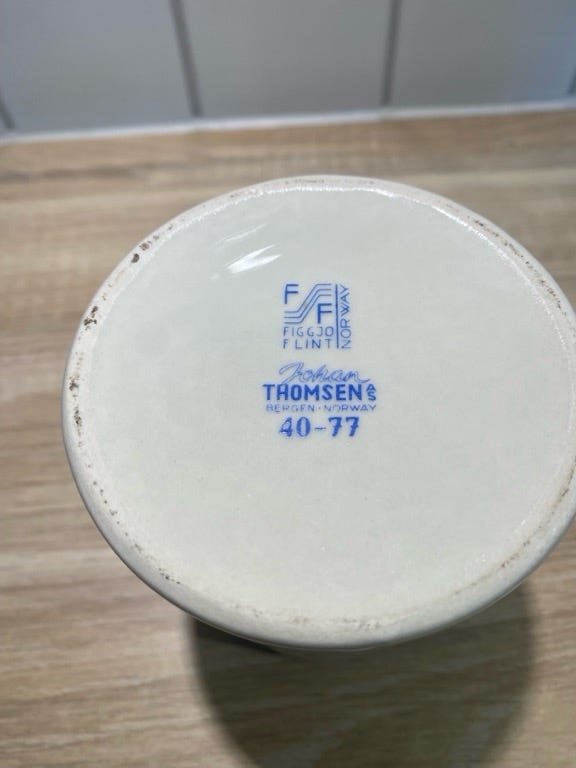 F
F
FIGGJO
FLINT
NORWAY
Johan
THOMSEN A/S
BERGEN · NORWAY
40-77